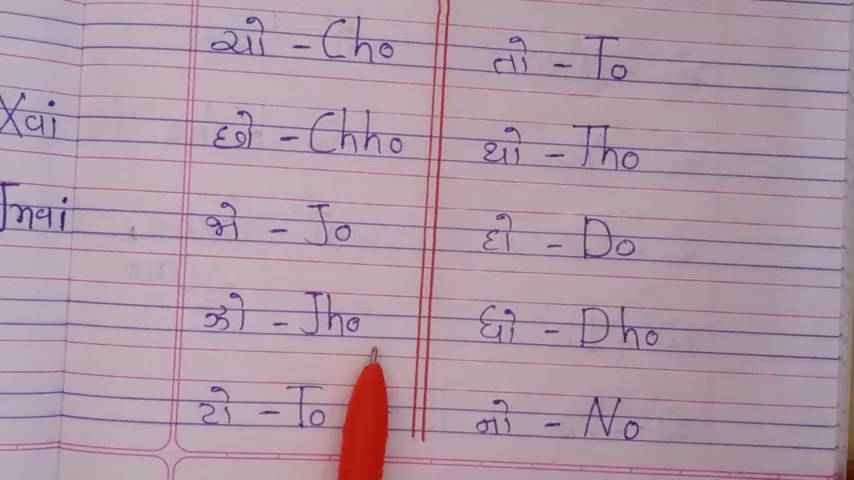 ચો - Cho
છો - Chho
જો - Jo
ઝો - Jho
ટો - To
તો - To
થો - Tho
દો - Do
ધો - Dho
નો - No